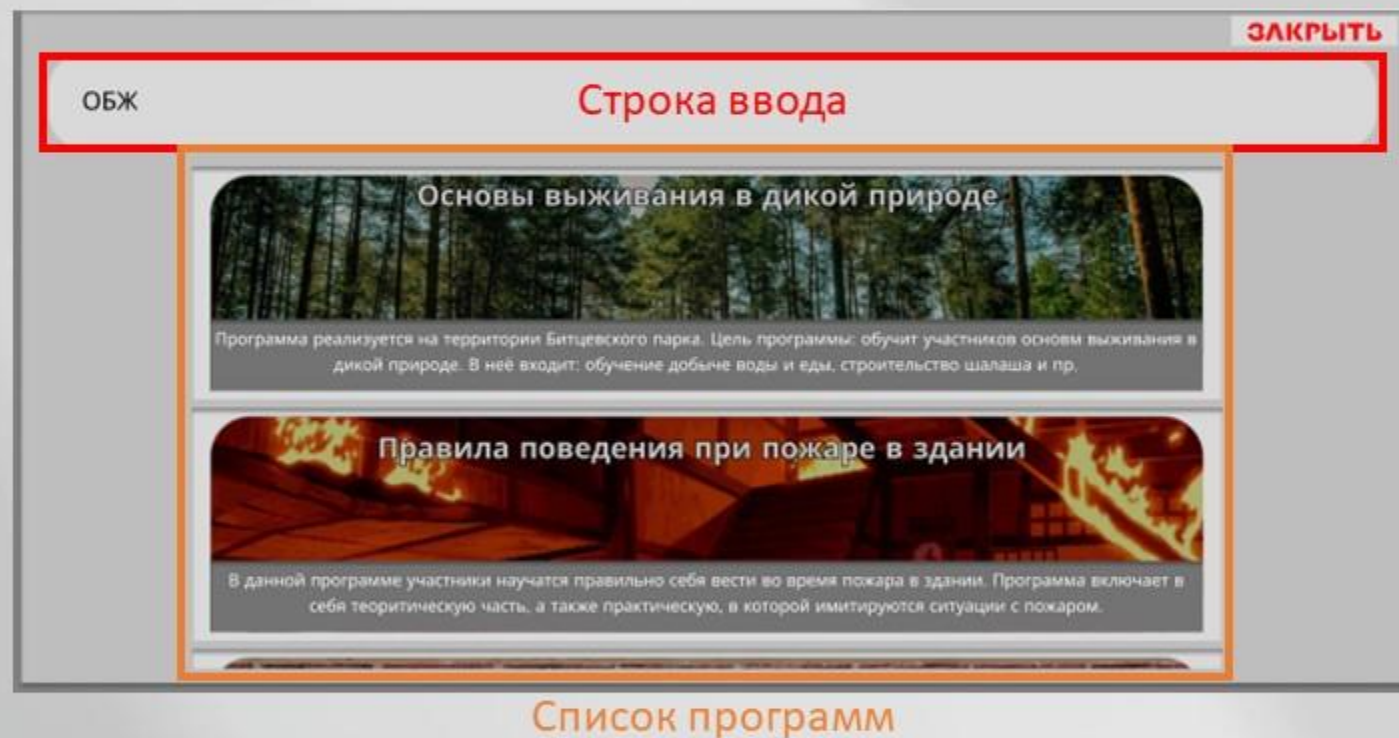 ЗАКРЫТЬ
ОБЖ
Строка ввода
Основы выживания в дикой природе
Программа реализуется на территории Битцевского парка. Цель программы: обучит участников основм выживания в
дикой природе. В неё входит: обучение добыче воды и еды, строительство шалаша и пр.
Правила поведения при пожаре в здании
В данной программе участники научатся правильно себя вести во время пожара в здании. Программа включает в
себя теоритическую часть, а также практическую, в которой имитируются ситуации с пожаром.
Список программ